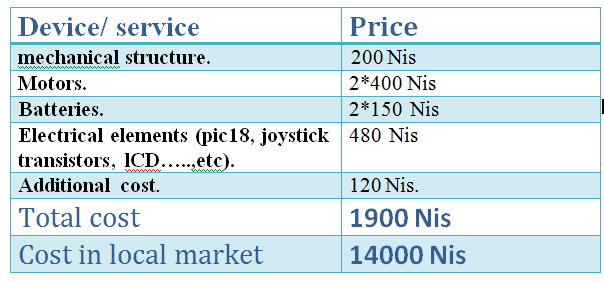 Device/ service Price
mechanical structure. 200 Nis
Motors. 2*400 Nis
Batteries. 2*150 Nis
Electrical elements (pic18, joystick 480 Nis
transistors, lCD…..,etc).
Additional cost. 120 Nis.
Total cost 1900 Nis
Cost in local market 14000 Nis